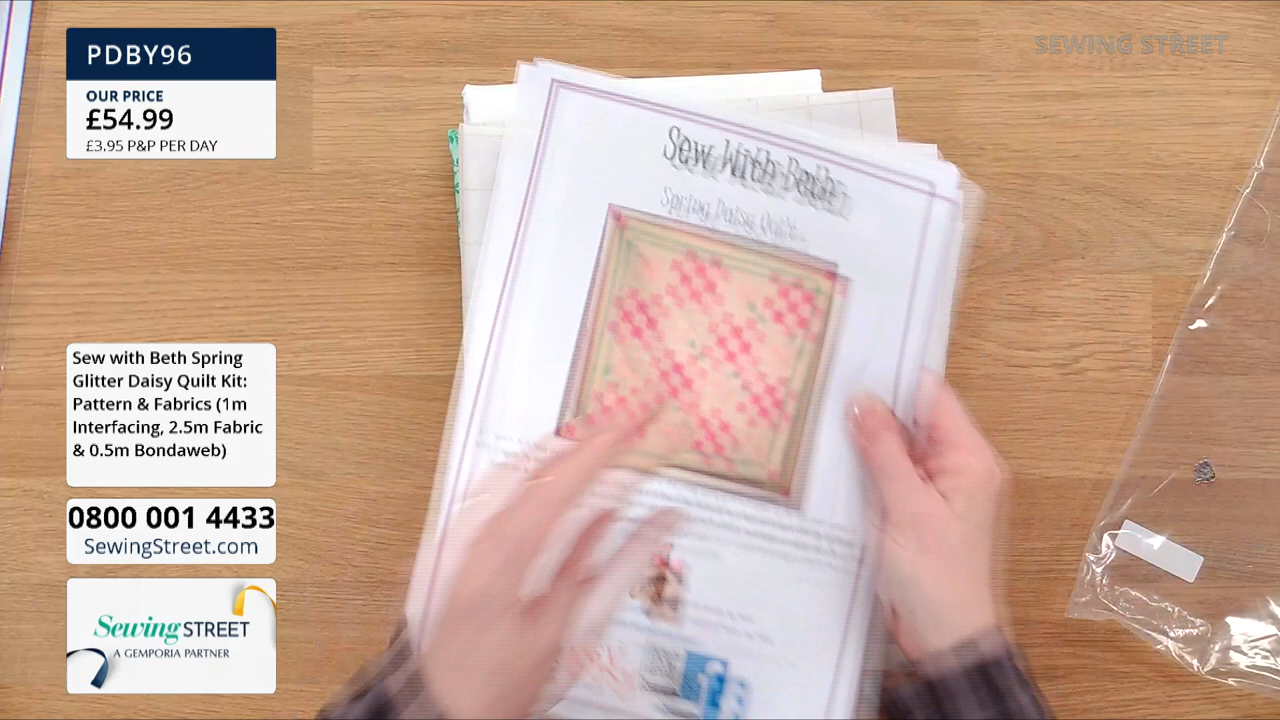 PDBY96
OUR PRICE
£54.99
£3.95 P&P PER DAY
SEWING STREET
Sew With Beth
Spring Daisy Quilt
Sew with Beth Spring
Glitter Daisy Quilt Kit:
Pattern & Fabrics (1m
Interfacing, 2.5m Fabric
& 0.5m Bondaweb)
0800 001 4433
SewingStreet.com
Sewing STREET
A GEMPORIA PARTNER